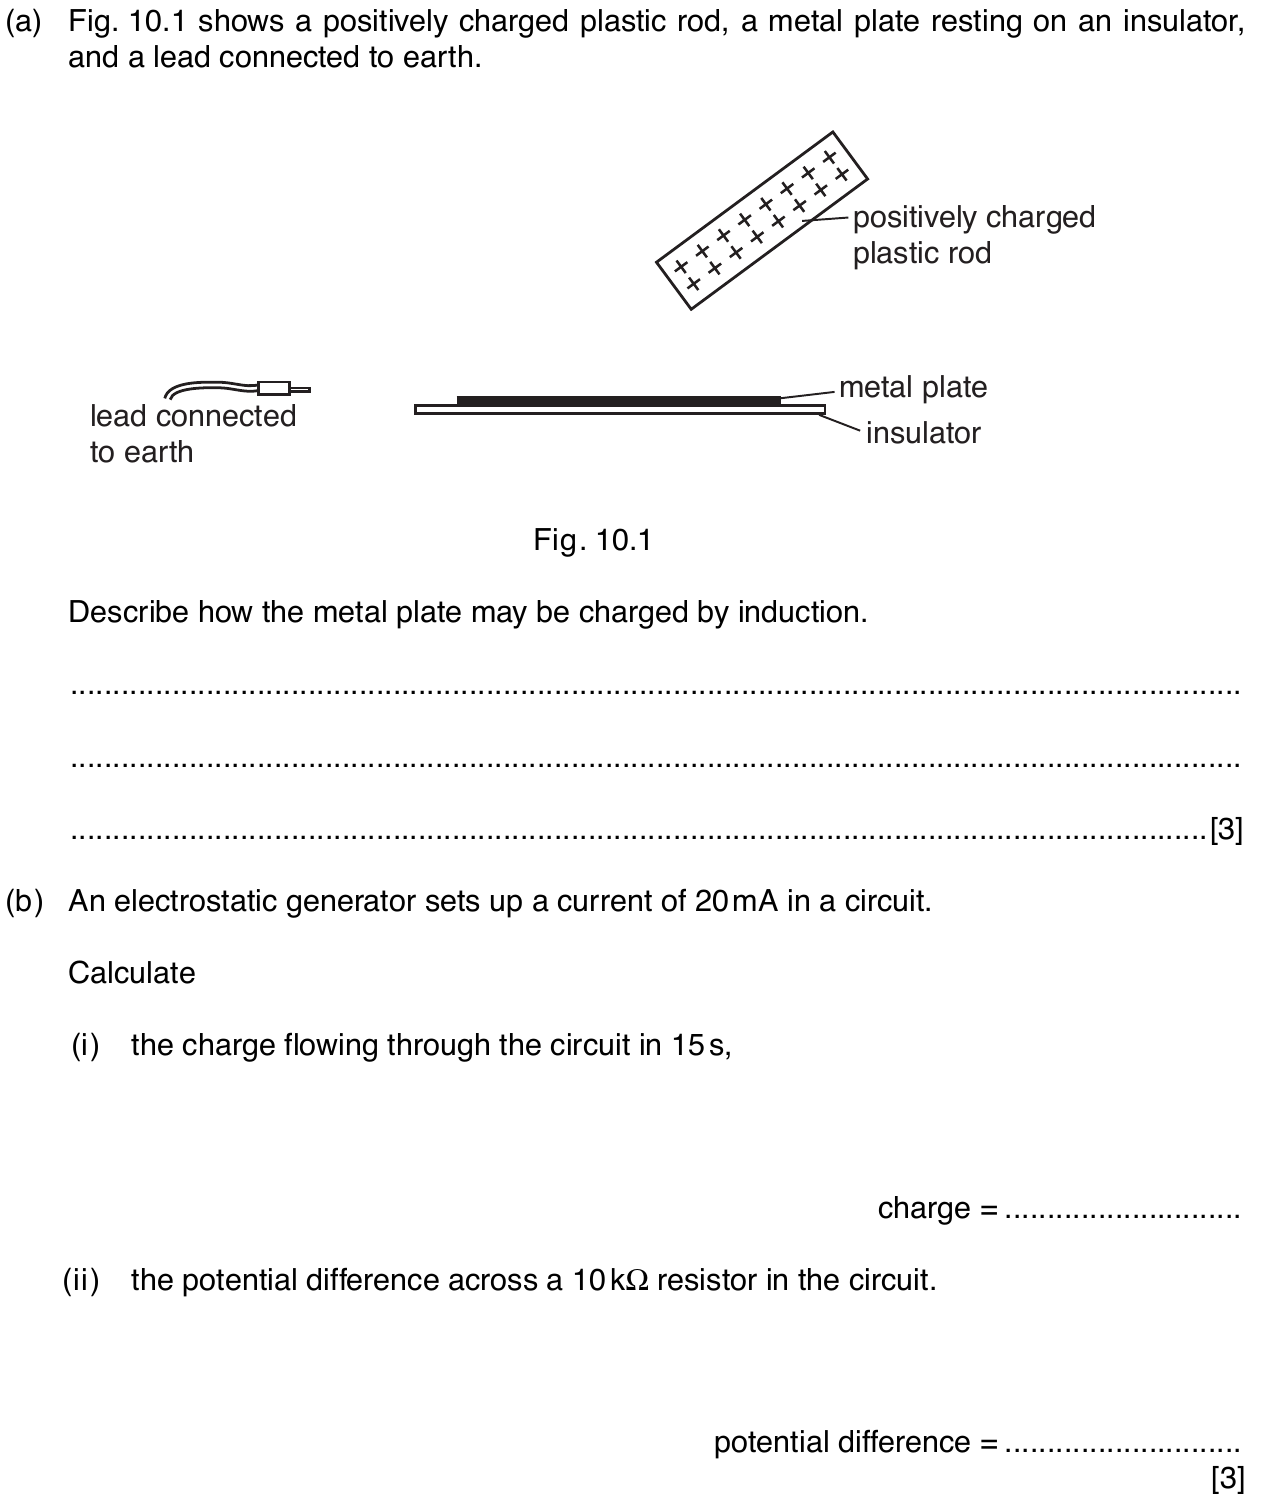 (a) Fig. 10.1 shows a positively charged plastic rod, a metal plate resting on an insulator,
and a lead connected to earth.
+ + + + + + + +
+ + + + + + + +
positively charged
plastic rod
metal plate
lead connected
to earth
insulator
Fig. 10.1
Describe how the metal plate may be charged by induction.
..........................................................................................................................................
..........................................................................................................................................
......................................................................................................................................[3]
(b) An electrostatic generator sets up a current of 20 mA in a circuit.
Calculate
(i) the charge flowing through the circuit in 15 s,
charge = ............................
(ii) the potential difference across a 10 kΩ resistor in the circuit.
potential difference = ............................
[3]